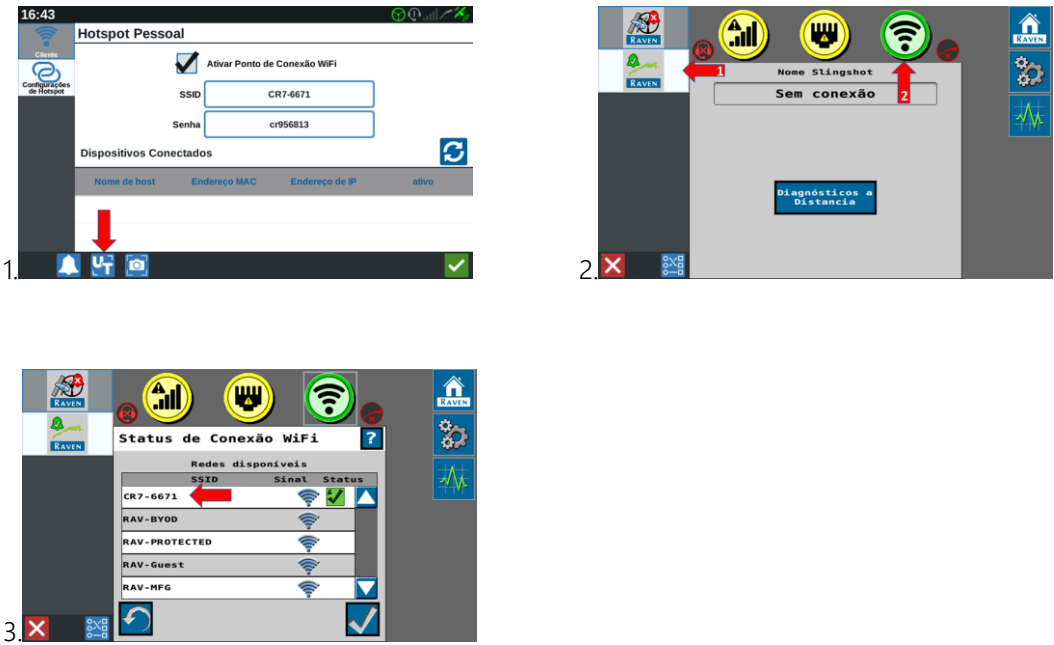 16:43
Hotspot Pessoal
Cliente
Configurações
de Hotspot
Ativar Ponto de Conexão WiFi
SSID CR7-6671
Senha cr956813
Dispositivos Conectados
Nome de host Endereço MAC Endereço de IP ativo
UT
1.
RAVEN
RAVEN
1
2
RAVEN
Nome Slingshot
Sem conexão
Diagnósticos a
Distancia
2.
RAVEN
RAVEN
RAVEN
Status de Conexão WiFi ?
Redes disponíveis
SSID Sinal Status
CR7-6671
RAV-BYOD
RAV-PROTECTED
RAV-Guest
RAV-MFG
3.